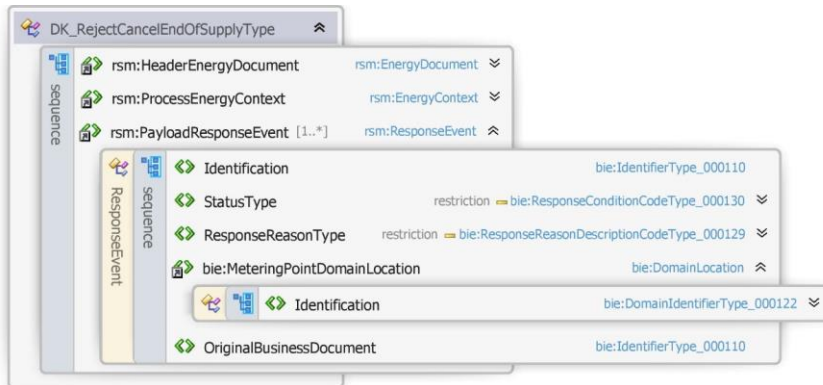 DK_RejectCancelEndOfSupplyType
sequence
rsm:HeaderEnergyDocument rsm:EnergyDocument
rsm:ProcessEnergyContext rsm:EnergyContext
rsm:PayloadResponseEvent [1..*] rsm:ResponseEvent
ResponseEvent
sequence
Identification bie:IdentifierType_000110
StatusType restriction bie:ResponseConditionCodeType_000130
ResponseReasonType restriction bie:ResponseReasonDescriptionCodeType_000129
bie:MeteringPointDomainLocation bie:DomainLocation
Identification bie:DomainIdentifierType_000122
OriginalBusinessDocument bie:IdentifierType_000110